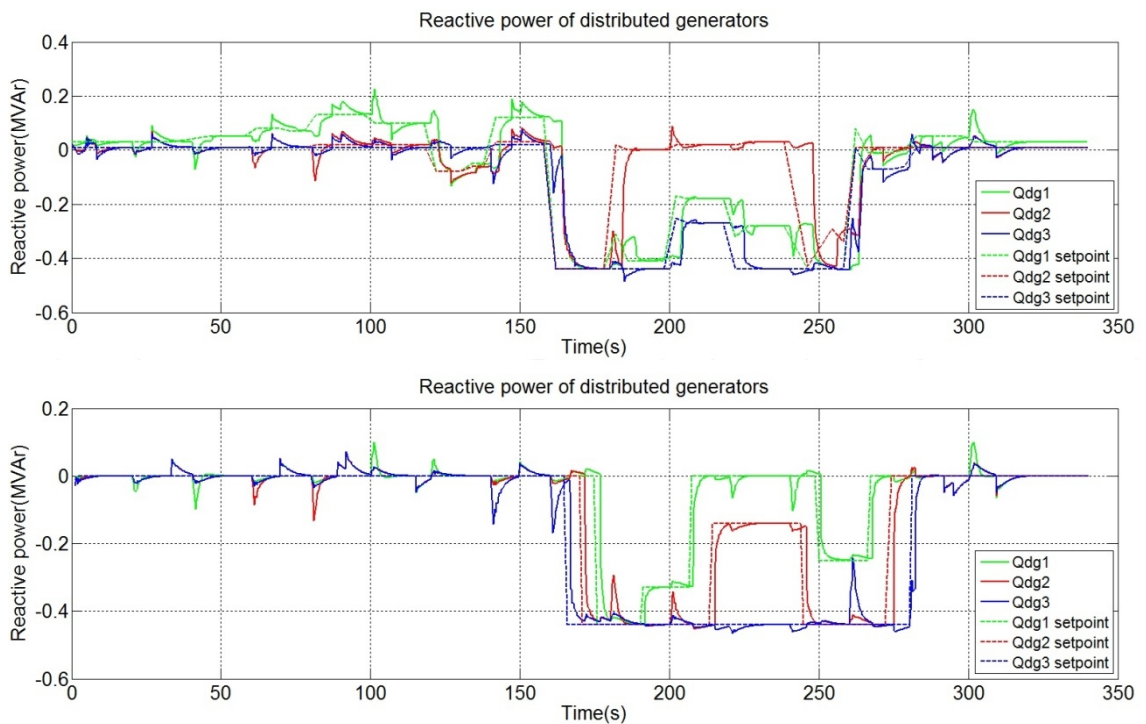 Reactive power of distributed generators
Reactive power(MVAr)
0.4
0.2
0
-0.2
-0.4
-0.6
0 50 100 150 200 250 300 350
Time(s)
Qdg1
Qdg2
Qdg3
Qdg1 setpoint
Qdg2 setpoint
Qdg3 setpoint
Reactive power of distributed generators
Reactive power(MVAr)
0.2
0
-0.2
-0.4
-0.6
0 50 100 150 200 250 300 350
Time(s)
Qdg1
Qdg2
Qdg3
Qdg1 setpoint
Qdg2 setpoint
Qdg3 setpoint